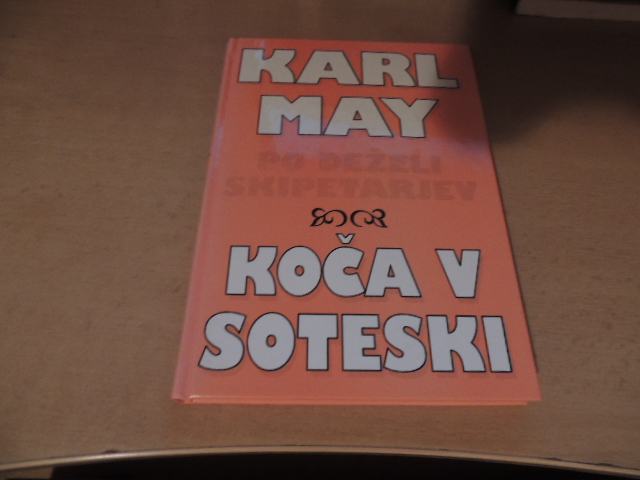 KARL
MAY
PO DEŽELI
SKIPETARJEV
KOČA V
SOTESKI